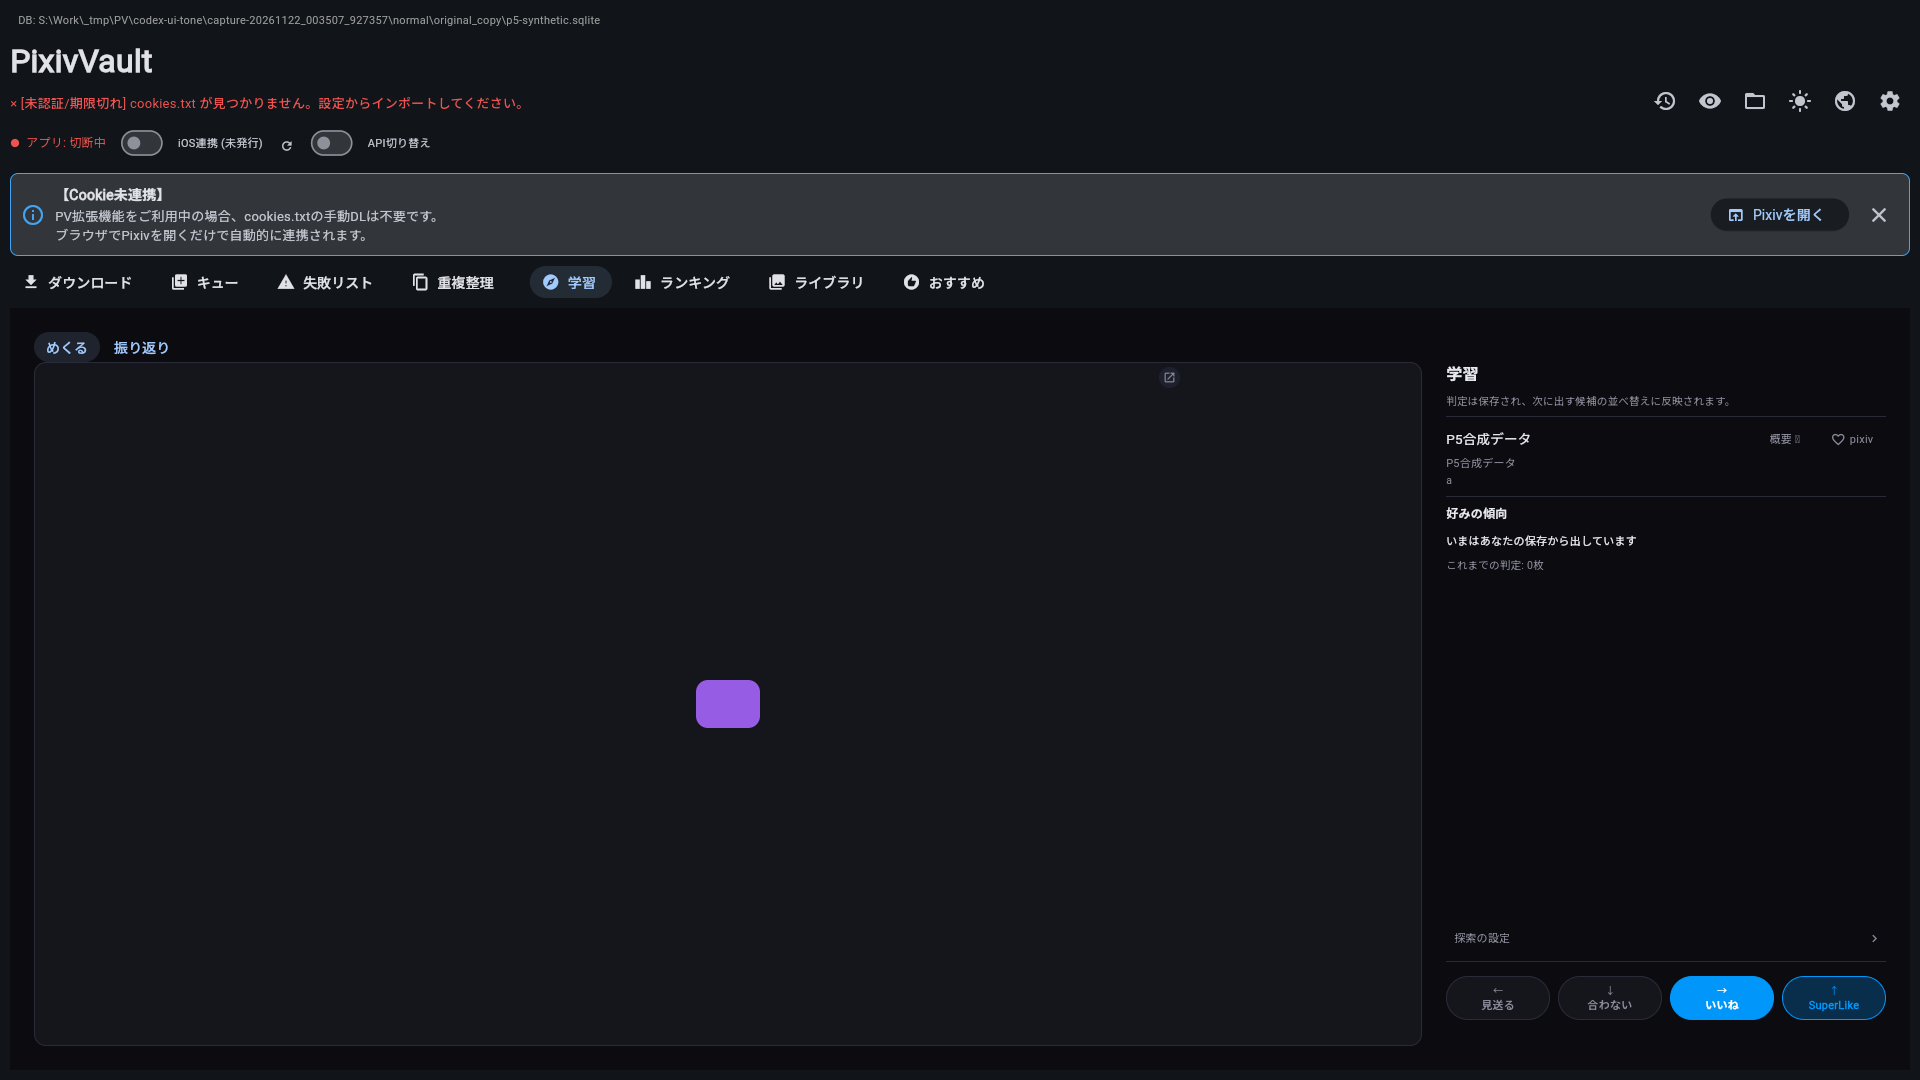 DB: S:\Work\_tmp\PV\codex-ui-tone\capture-20261122_003507_927357\normal\original_copy\p5-synthetic.sqlite
PixivVault
× [未認証/期限切れ] cookies.txt が見つかりません。設定からインポートしてください。
アプリ: 切断中 iOS連携 (未発行) API切り替え
【Cookie未連携】
PV拡張機能をご利用中の場合、cookies.txtの手動DLは不要です。
ブラウザでPixivを開くだけで自動的に連携されます。
Pixivを開く
ダウンロード キュー 失敗リスト 重複整理 学習 ランキング ライブラリ おすすめ
めくる 振り返り
学習
判定は保存され、次に出す候補の並べ替えに反映されます。
P5合成データ 概要 pixiv
P5合成データ
a
好みの傾向
いまはあなたの保存から出しています
これまでの判定: 0枚
探索の設定
← ↓ → ↑
見送る 合わない いいね SuperLike